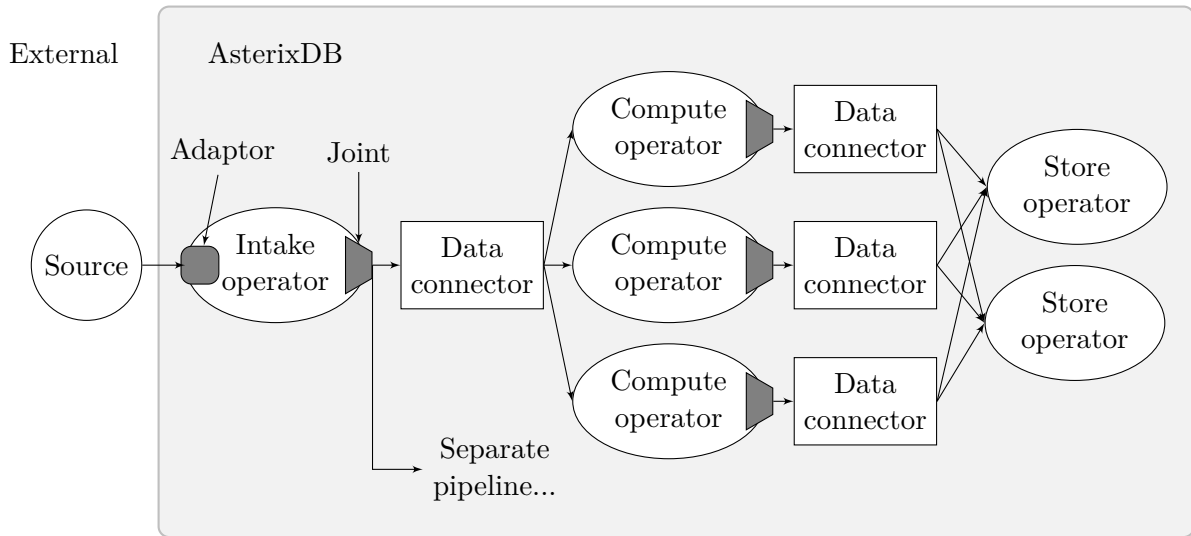 External
AsterixDB
Adaptor
Joint
Source
Intake
operator
Data
connector
Separate
pipeline...
Compute
operator
Data
connector
Compute
operator
Data
connector
Compute
operator
Data
connector
Store
operator
Store
operator